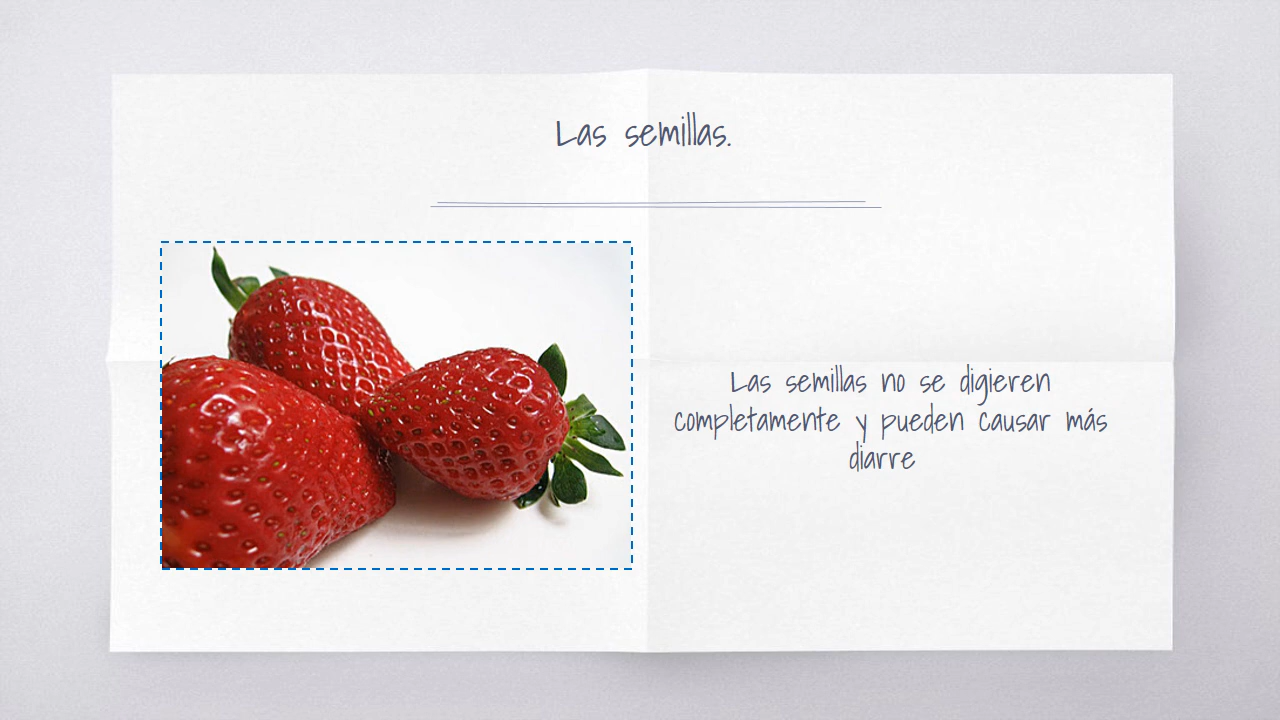 Las semillas.
Las semillas no se digieren
completamente y pueden causar más
diarre